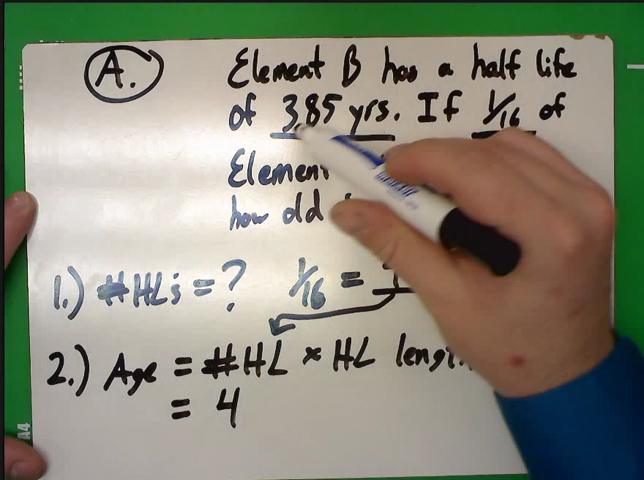 A.
Element B has a half life
of 385 yrs. If 1/16 of
Element
how old
1.) #HLs = ? 1/16 =
2.) Age = #HL × HL
= 4
A4